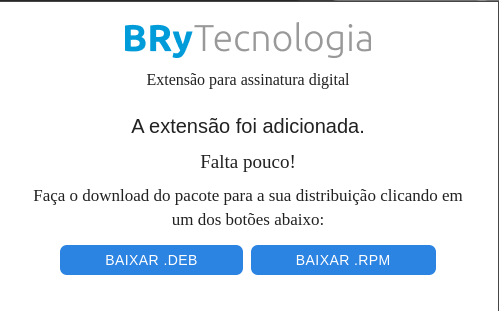 BRyTecnologia
Extensão para assinatura digital
A extensão foi adicionada.
Falta pouco!
Faça o download do pacote para a sua distribuição clicando em
um dos botões abaixo:
BAIXAR .DEB
BAIXAR .RPM